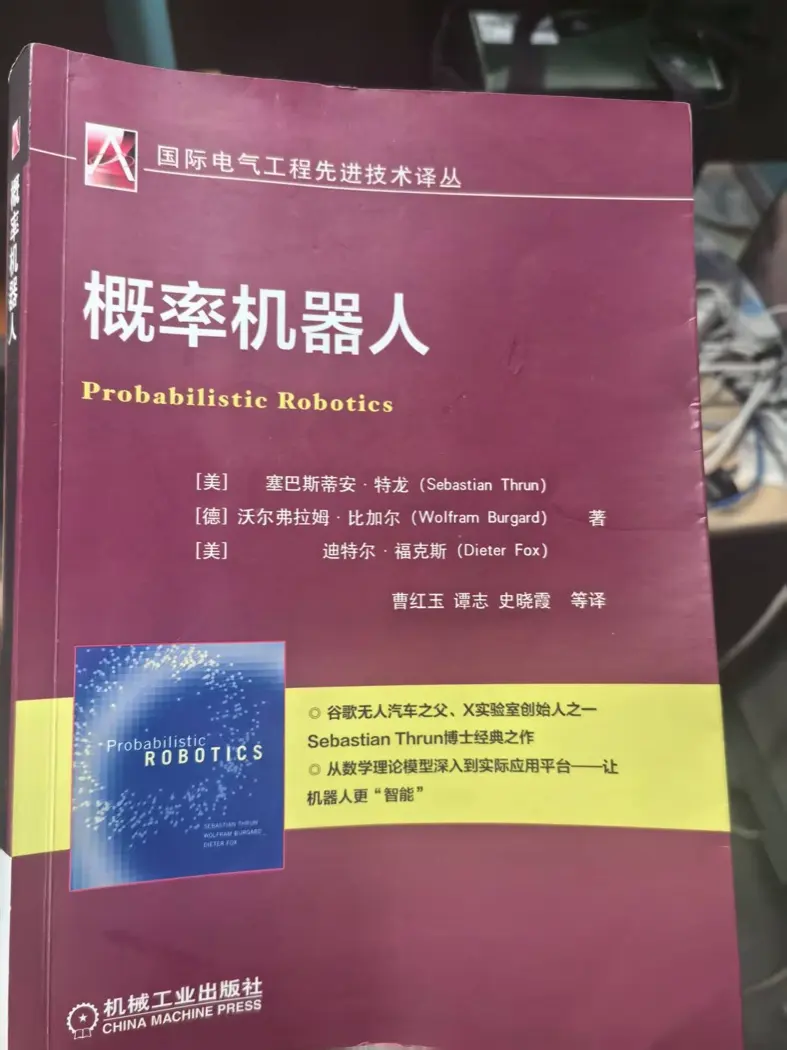 国际电气工程先进技术译丛
概率机器人
概率机器人
Probabilistic Robotics
[美] 塞巴斯蒂安·特龙 (Sebastian Thrun)
[德] 沃尔弗拉姆·比加尔 (Wolfram Burgard) 著
[美] 迪特尔·福克斯 (Dieter Fox)
曹红玉 谭志 史晓霞 等译
◎ 谷歌无人汽车之父、X实验室创始人之一
Sebastian Thrun博士经典之作
◎ 从数学理论模型深入到实际应用平台——让
机器人更“智能”
Probabilistic
ROBOTICS
SEBASTIAN THRUN
WOLFRAM BURGARD
DIETER FOX
机械工业出版社
CHINA MACHINE PRESS